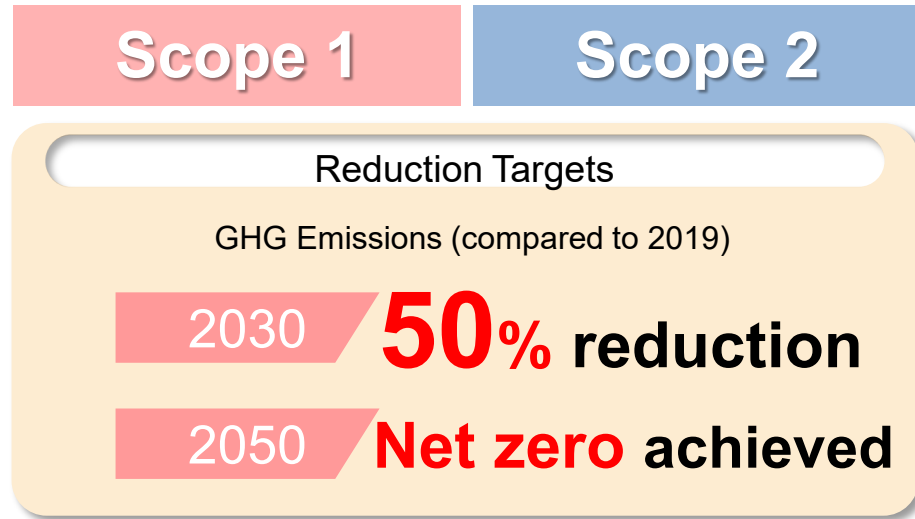 Scope 1
Scope 2
Reduction Targets
GHG Emissions (compared to 2019)
2030 50% reduction
2050 Net zero achieved